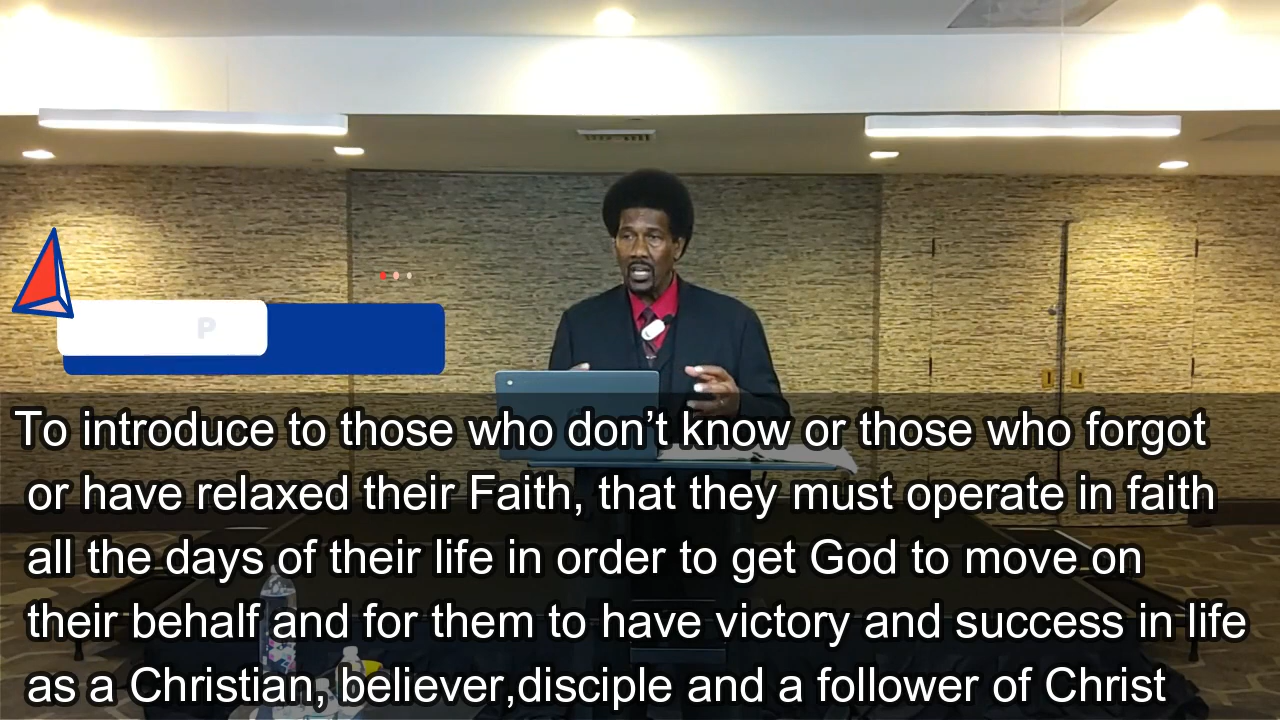 P
To introduce to those who don’t know or those who forgot
or have relaxed their Faith, that they must operate in faith
all the days of their life in order to get God to move on
their behalf and for them to have victory and success in life
as a Christian, believer,disciple and a follower of Christ